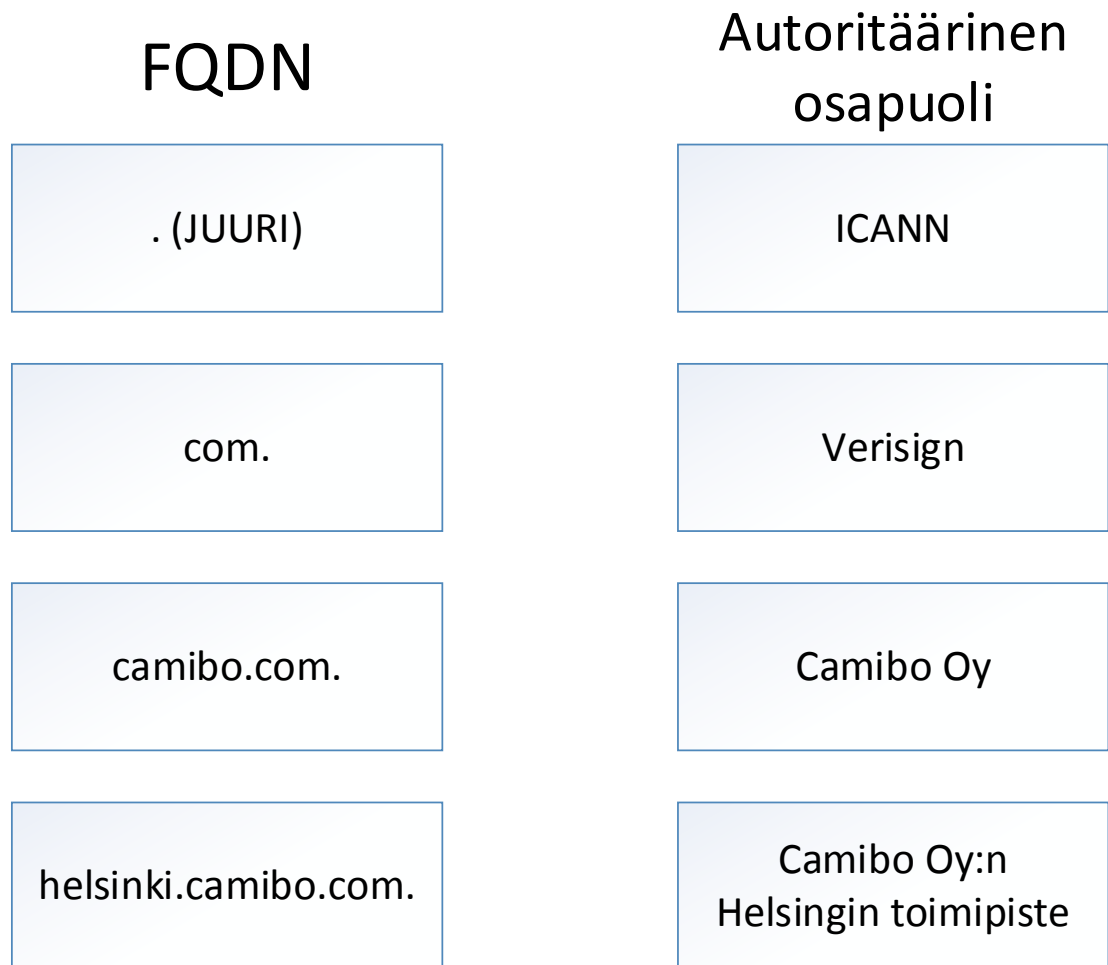 FQDN
Autoritäärinen
osapuoli
. (JUURI)
ICANN
com.
Verisign
camibo.com.
Camibo Oy
helsinki.camibo.com.
Camibo Oy:n
Helsingin toimipiste